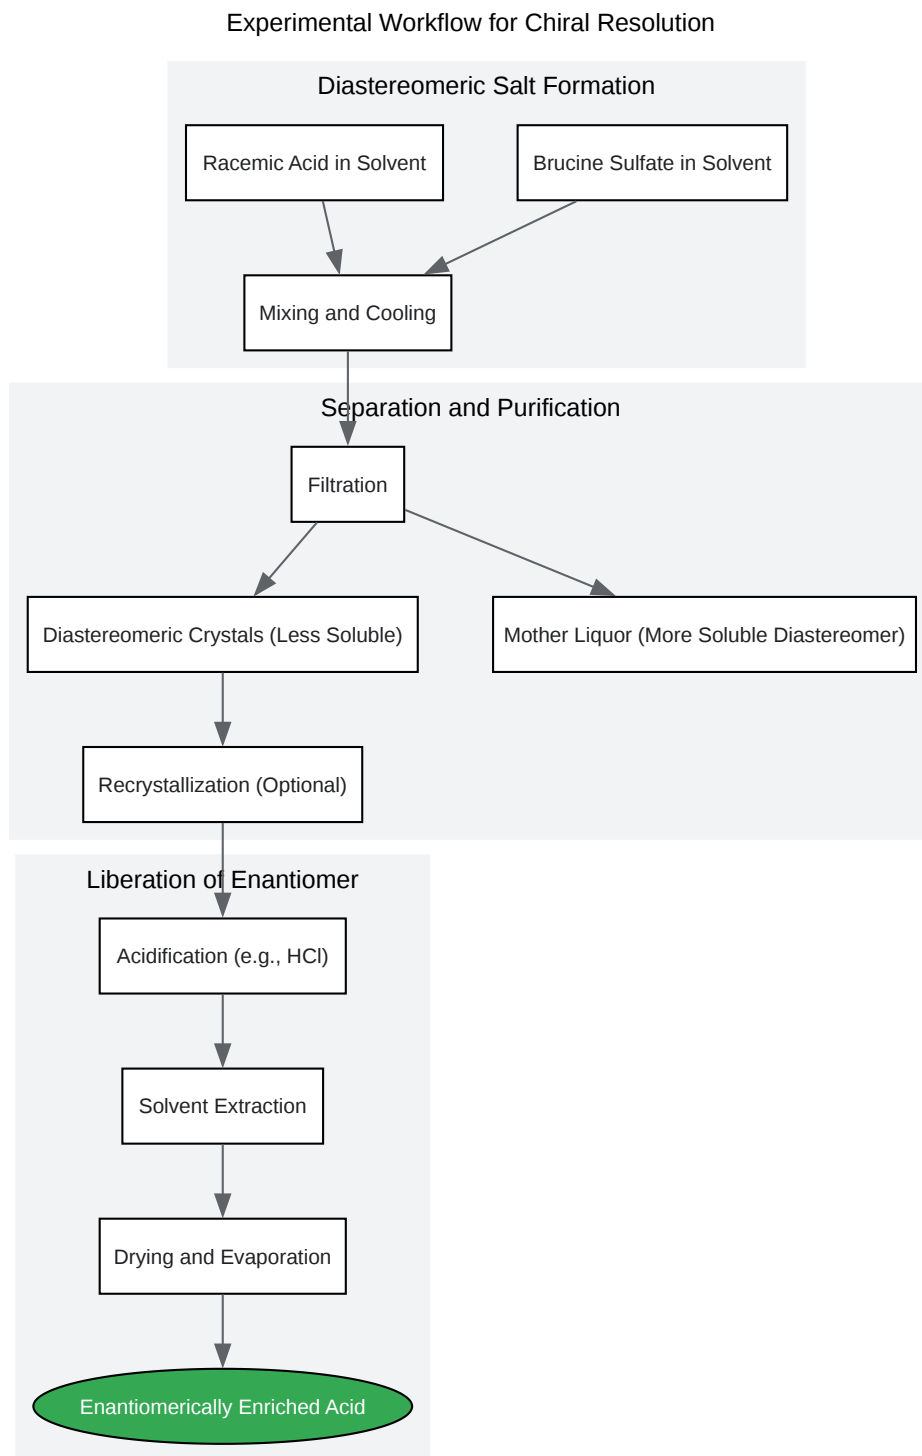 Experimental Workflow for Chiral Resolution
Diastereomeric Salt Formation
Racemic Acid in Solvent
Brucine Sulfate in Solvent
Mixing and Cooling
Separation and Purification
Filtration
Diastereomeric Crystals (Less Soluble)
Mother Liquor (More Soluble Diastereomer)
Recrystallization (Optional)
Liberation of Enantiomer
Acidification (e.g., HCl)
Solvent Extraction
Drying and Evaporation
Enantiomerically Enriched Acid